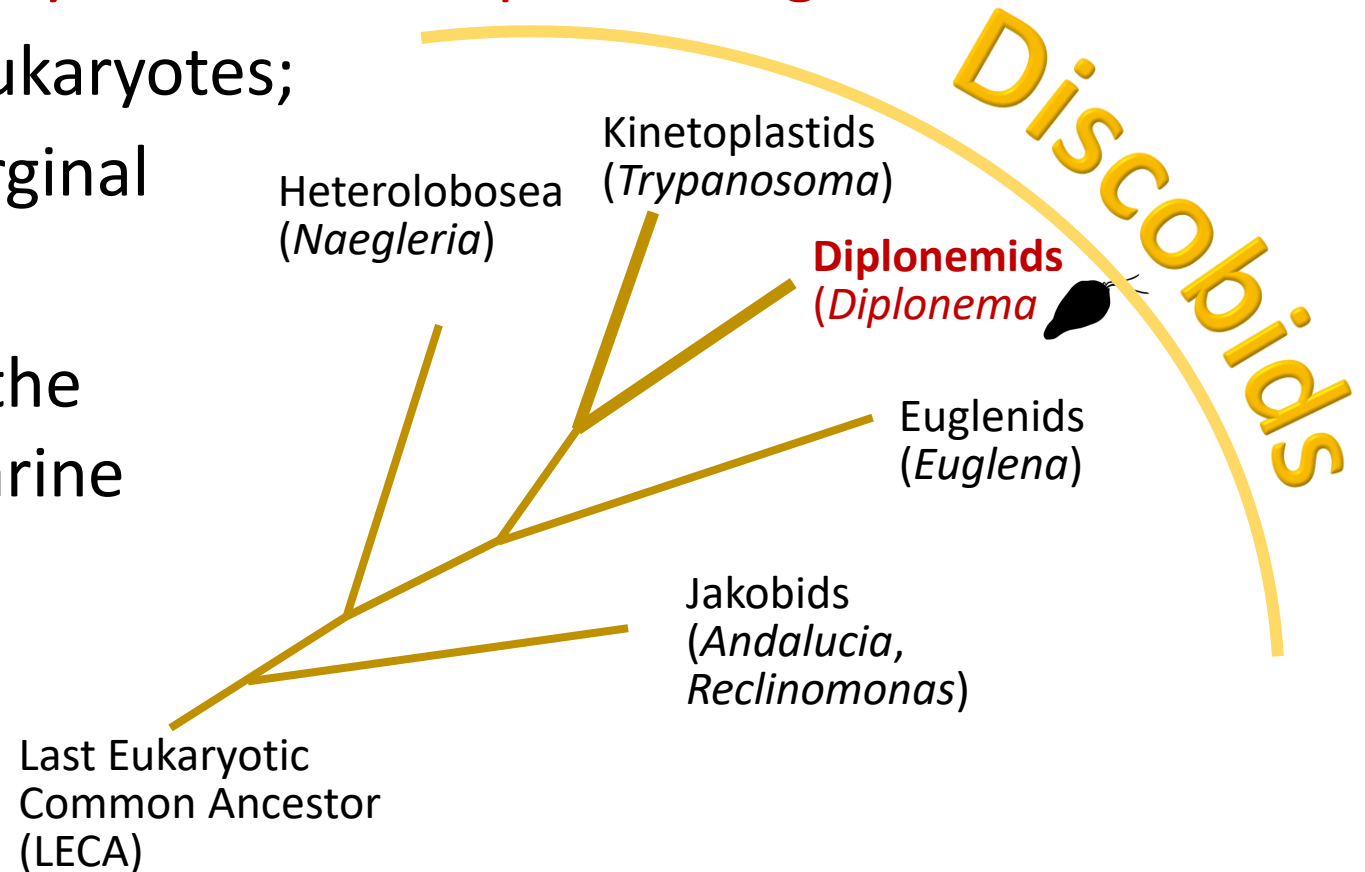 ukaryotes;
rginal
the
arine
Discobids
Kinetoplastids
(Trypanosoma)
Heterolobosea
(Naegleria)
Diplonemids
(Diplonema
Euglenids
(Euglena)
Jakobids
(Andalucia,
Reclinomonas)
Last Eukaryotic
Common Ancestor
(LECA)